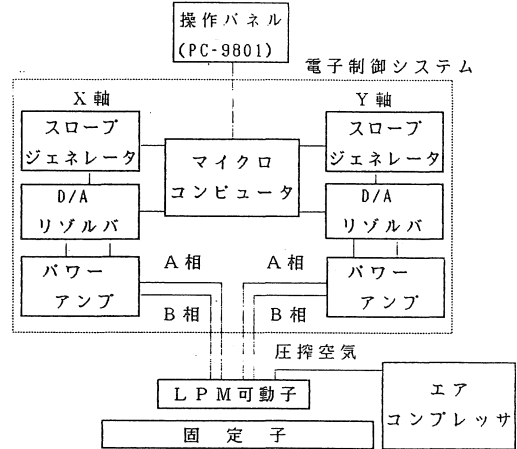 操作パネル
(PC-9801)
電子制御システム
X軸
Y軸
スロープ
ジェネレータ
マイクロ
コンピュータ
スロープ
ジェネレータ
D/A
リゾルバ
D/A
リゾルバ
パワー
アンプ
A相
A相
パワー
アンプ
B相
B相
圧搾空気
LPM可動子
エア
コンプレッサ
固定子